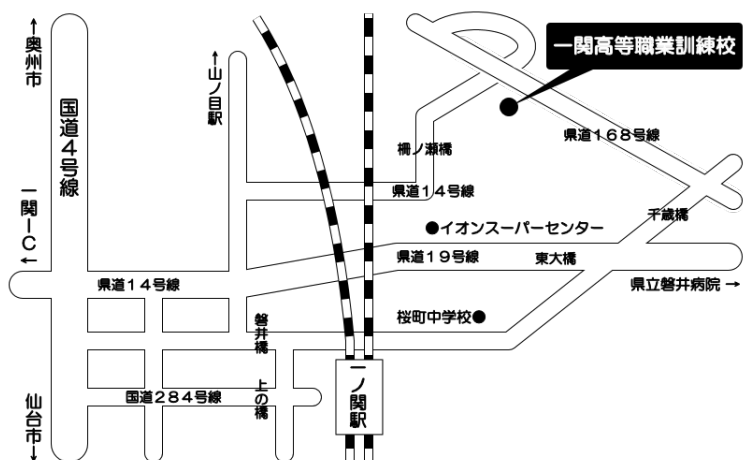 ↑奥州市
国道4号線
↑山ノ目駅
一関高等職業訓練校
県道168号線
柵ノ瀬橋
県道14号線
千歳橋
一関IC↓
●イオンスーパーセンター
県道19号線
東大橋
県道14号線
県立磐井病院→
桜町中学校●
磐井橋
上の橋
国道284号線
一ノ関駅
仙台市↓